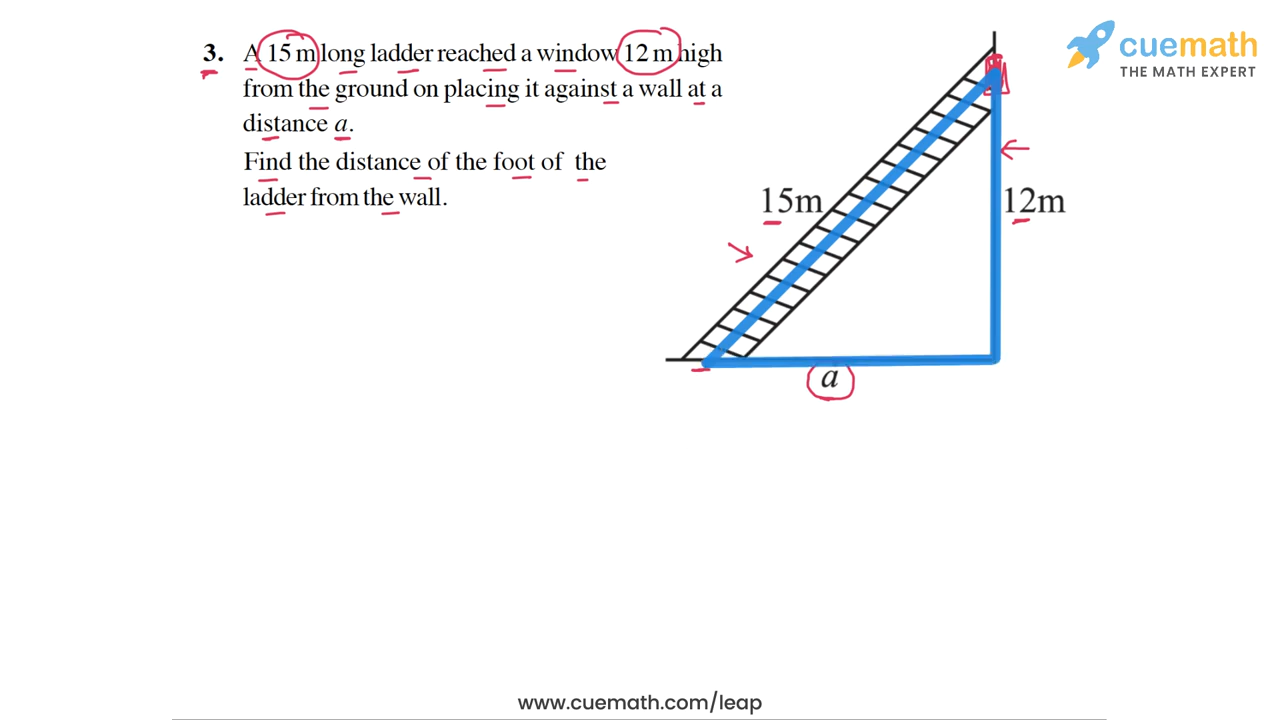 3. A 15 m long ladder reached a window 12 m high
from the ground on placing it against a wall at a
distance a.
Find the distance of the foot of the
ladder from the wall.
15m
12m
a
cuemath
THE MATH EXPERT
www.cuemath.com/leap